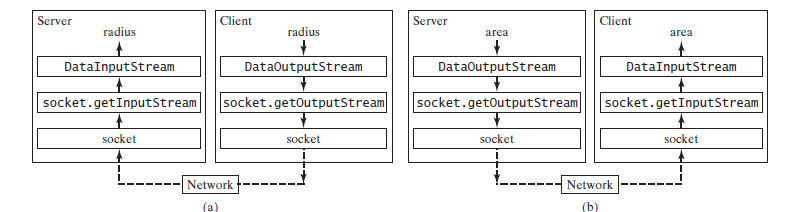 Server
radius
DataInputStream
socket.getInputStream
socket
Client
radius
DataOutputStream
socket.getOutputStream
socket
Network
(a)
Server
area
DataOutputStream
socket.getOutputStream
socket
Client
area
DataInputStream
socket.getInputStream
socket
Network
(b)